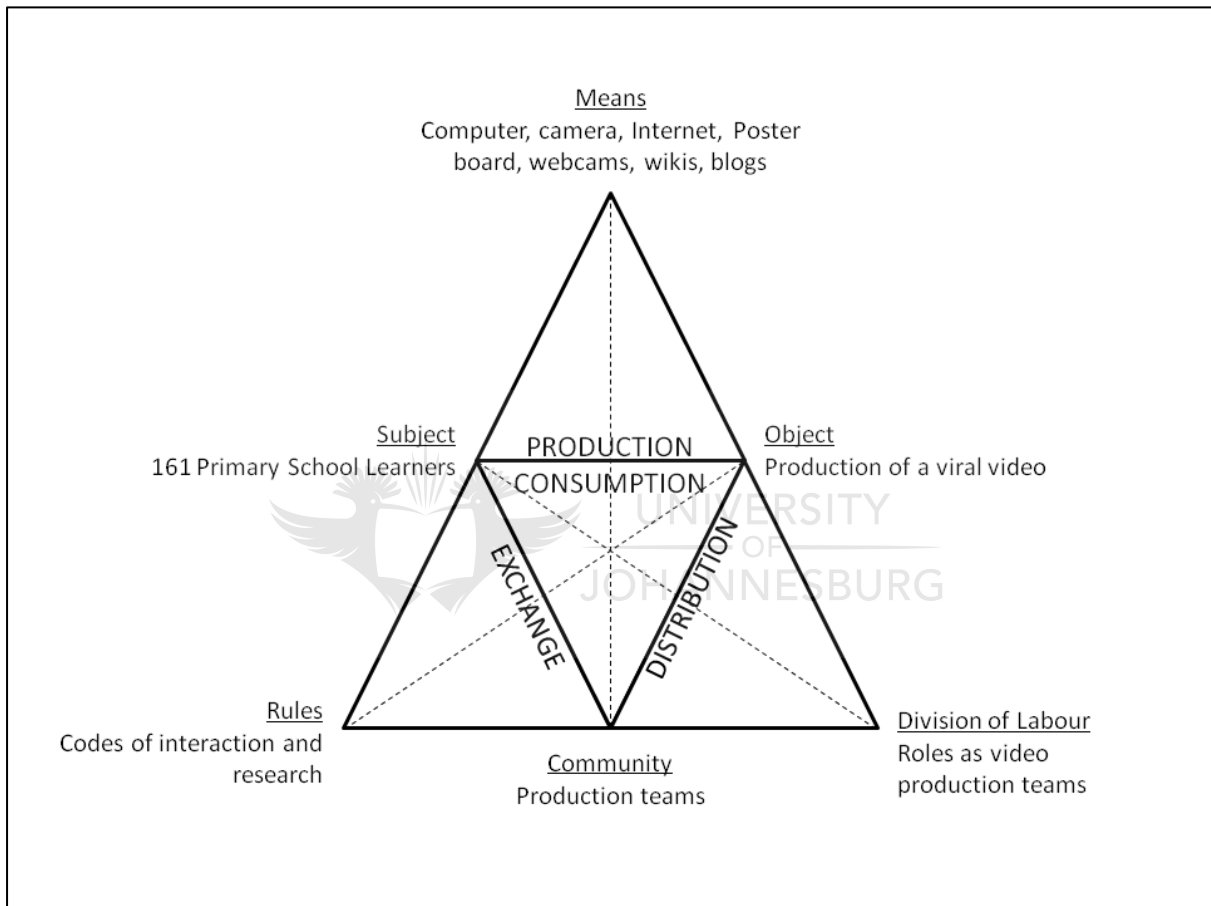 Means
Computer, camera, Internet, Poster
board, webcams, wikis, blogs
Subject
161 Primary School Learners
PRODUCTION
CONSUMPTION
Object
Production of a viral video
EXCHANGE
DISTRIBUTION
UNIVERSITY
OF
JOHANNESBURG
Rules
Codes of interaction and
research
Community
Production teams
Division of Labour
Roles as video
production teams